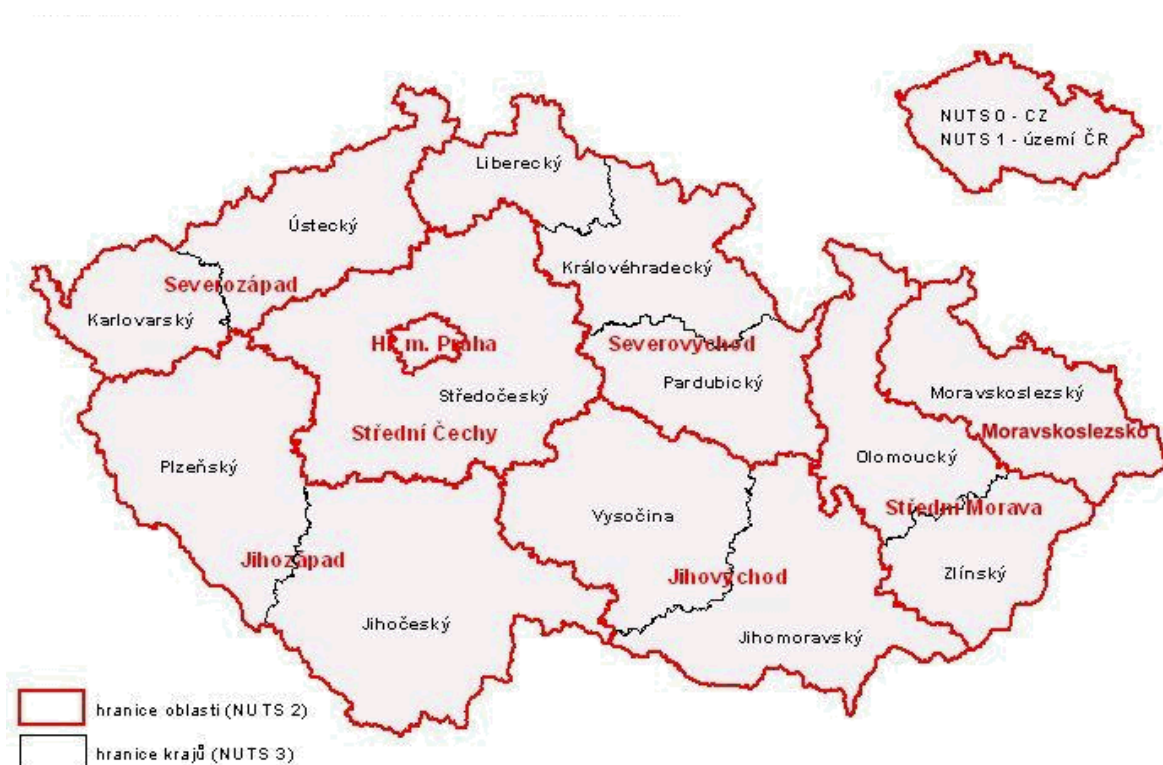 NUTS 0 - CZ
NUTS 1 - území ČR
Liberecký
Ústecký
Královéhradecký
Severozápad
Karlovarský
Hl. m. Praha
Severovýchod
Pardubický
Středočeský
Moravskoslezský
Střední Čechy
Moravskoslezsko
Plzeňský
Olomoucký
Vysočina
Střední Morava
Jihozápad
Jihovýchod
Zlínský
Jihočeský
Jihomoravský
hranice oblasti (NUTS 2)
hranice krajů (NUTS 3)